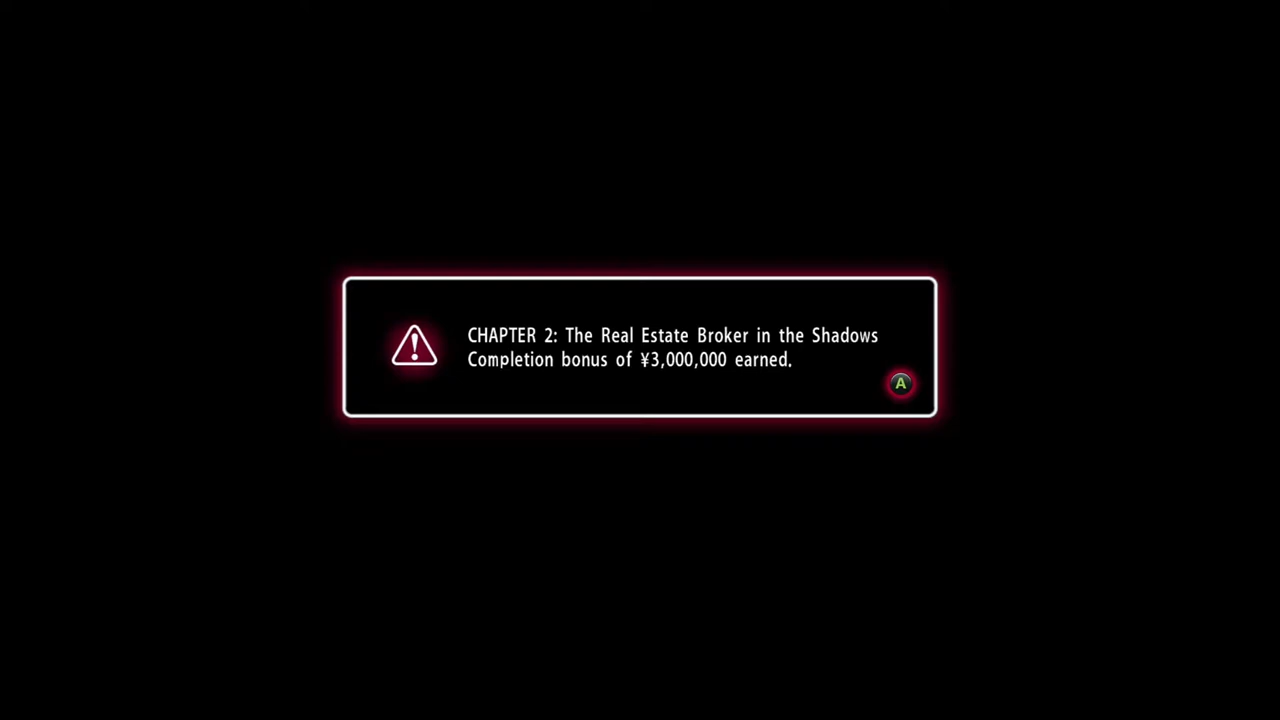 CHAPTER 2: The Real Estate Broker in the Shadows
Completion bonus of ¥3,000,000 earned.
A